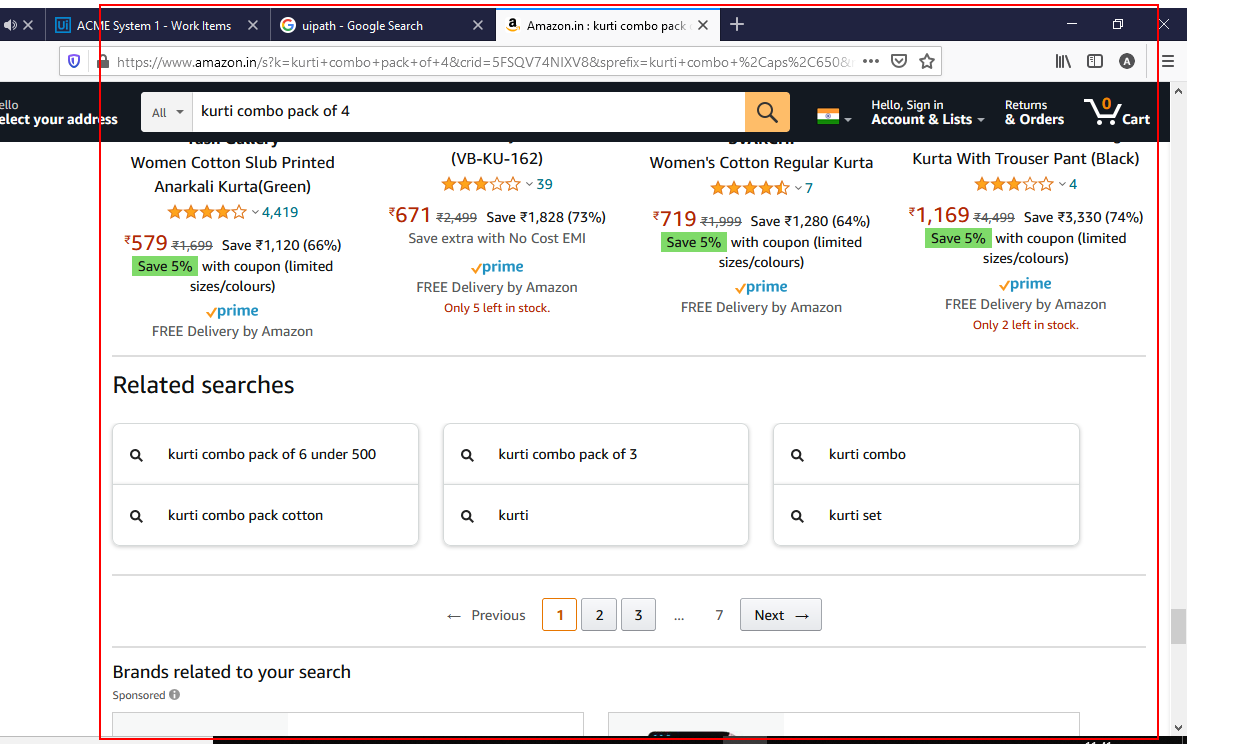 ACME System 1 - Work Items
uipath - Google Search
Amazon.in : kurti combo pack
https://www.amazon.in/s?k=kurti+combo+pack+of+4&crid=5FSQV74NIXV8&sprefix=kurti+combo+%2Caps%2C650&
A
ello
elect your address
All
kurti combo pack of 4
Hello, Sign in
Account & Lists
Returns
& Orders
0
Cart
Women Cotton Slub Printed
Anarkali Kurta(Green)
4,419
₹579 ₹1,699 Save ₹1,120 (66%)
Save 5% with coupon (limited
sizes/colours)
prime
FREE Delivery by Amazon
(VB-KU-162)
39
₹671 ₹2,499 Save ₹1,828 (73%)
Save extra with No Cost EMI
prime
FREE Delivery by Amazon
Only 5 left in stock.
Women's Cotton Regular Kurta
7
₹719 ₹1,999 Save ₹1,280 (64%)
Save 5% with coupon (limited
sizes/colours)
prime
FREE Delivery by Amazon
Kurta With Trouser Pant (Black)
4
₹1,169 ₹4,499 Save ₹3,330 (74%)
Save 5% with coupon (limited
sizes/colours)
prime
FREE Delivery by Amazon
Only 2 left in stock.
Related searches
kurti combo pack of 6 under 500
kurti combo pack of 3
kurti combo
kurti combo pack cotton
kurti
kurti set
← Previous 1 2 3 ... 7 Next →
Brands related to your search
Sponsored